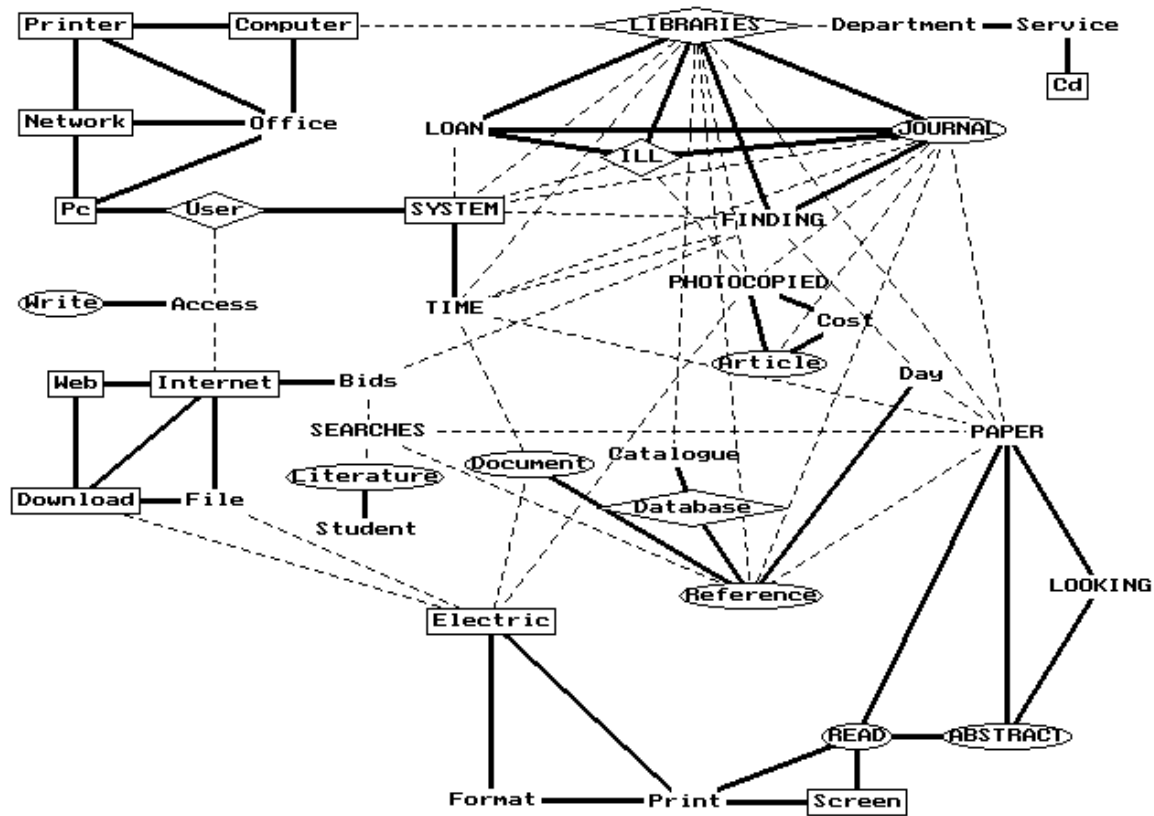 Printer
Computer
LIBRARIES
Department
Service
Cd
Network
Office
LOAN
JOURNAL
ILL
Pc
User
SYSTEM
FINDING
PHOTOCOPIED
Write
Access
TIME
Cost
Article
Day
Web
Internet
Bids
SEARCHES
PAPER
Catalogue
Document
Literature
Download
File
Database
Student
LOOKING
Reference
Electric
READ
ABSTRACT
Format
Print
Screen